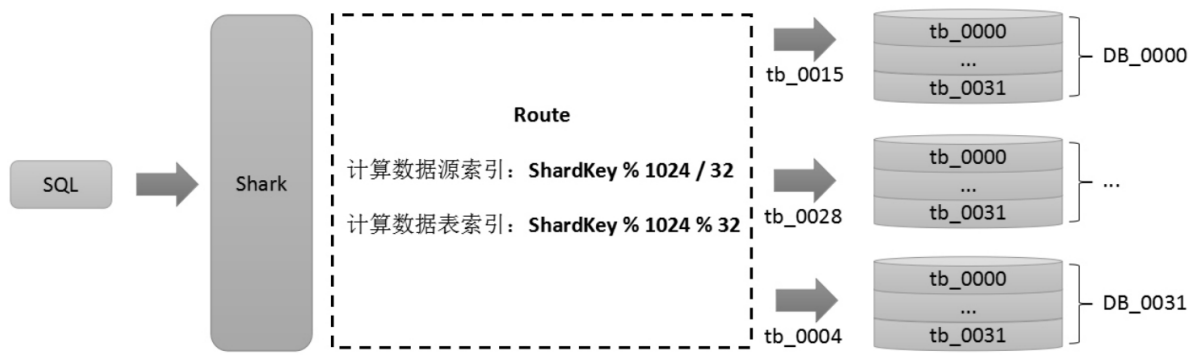 SQL
Shark
Route
计算数据源索引：ShardKey % 1024 / 32
计算数据表索引：ShardKey % 1024 % 32
tb_0015
tb_0000
...
tb_0031
DB_0000
tb_0028
tb_0000
...
tb_0031
...
tb_0004
tb_0000
...
tb_0031
DB_0031